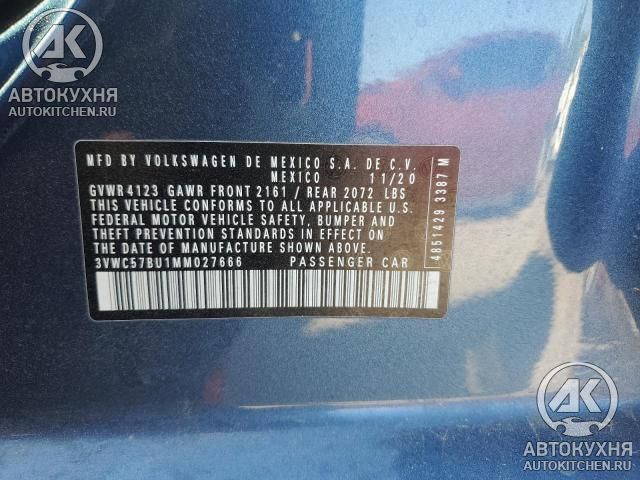 AK
АВТОКУХНЯ
AUTOKITCHEN.RU
MFD BY VOLKSWAGEN DE MEXICO S.A. DE C.V.
MEXICO 11/20
GVWR 4123 GAWR FRONT 2161 / REAR 2072 LBS
THIS VEHICLE CONFORMS TO ALL APPLICABLE U.S.
FEDERAL MOTOR VEHICLE SAFETY, BUMPER AND
THEFT PREVENTION STANDARDS IN EFFECT ON
THE DATE OF MANUFACTURE SHOWN ABOVE.
3VWC57BU1MM027666 PASSENGER CAR
4851429 3387 M
AK
АВТОКУХНЯ
AUTOKITCHEN.RU